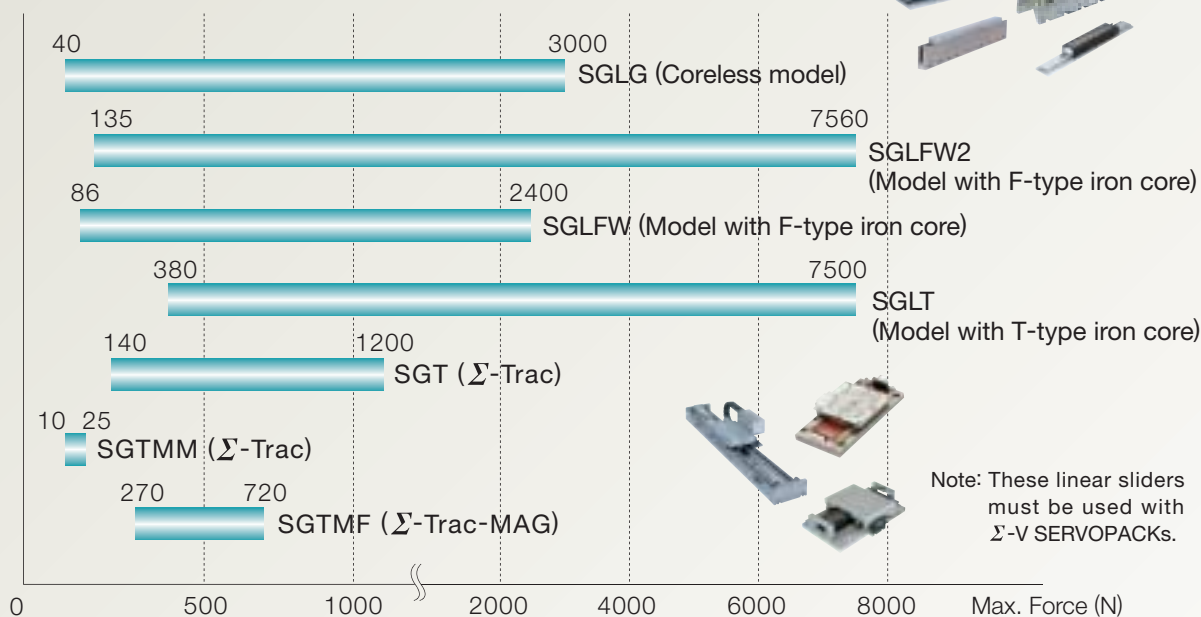 40 3000
SGLG (Coreless model)
135 7560
SGLFW2
(Model with F-type iron core)
86 2400
SGLFW (Model with F-type iron core)
380 7500
SGLT
(Model with T-type iron core)
140 1200
SGT (Σ-Trac)
10 25
SGTMM (Σ-Trac)
270 720
SGTMF (Σ-Trac-MAG)
Note: These linear sliders
must be used with
Σ-V SERVOPACKs.
0 500 1000 2000 4000 6000 8000 Max. Force (N)